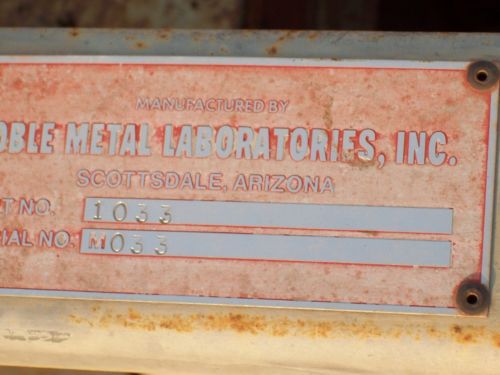 MANUFACTURED BY
OBLE METAL LABORATORIES, INC.
SCOTTSDALE, ARIZONA
T NO. 1033
IAL NO. M033